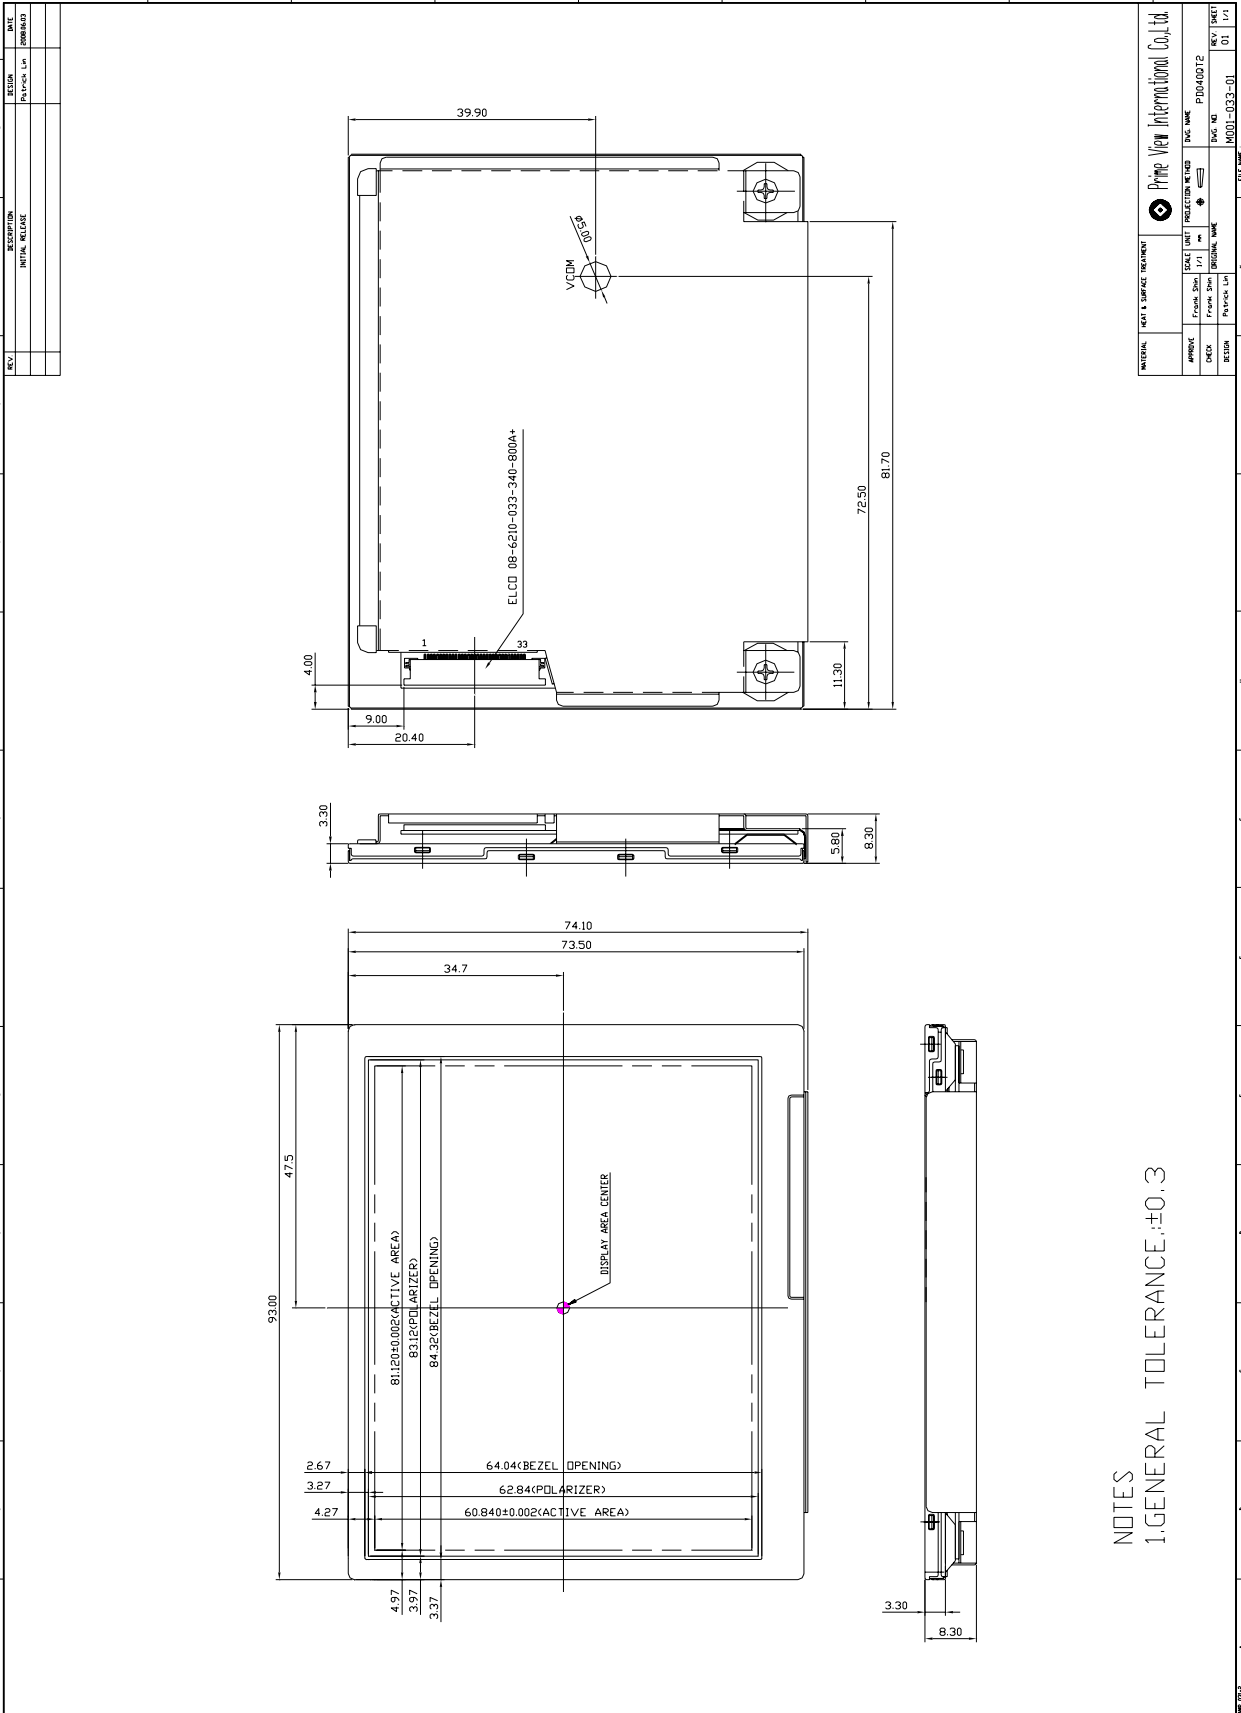 REV. DESCRIPTION DESIGN DATE
INITIAL RELEASE Patrick Lin
39.90
ø5.00
VCOM
ELCO 08-6210-033-340-800A+
1
33
4.00
9.00
20.40
11.30
72.50
81.70
3.30
5.80
8.30
74.10
73.50
34.7
47.5
93.00
DISPLAY AREA CENTER
81.120±0.002(ACTIVE AREA)
83.12(POLARIZER)
84.32(BEZEL OPENING)
2.67
64.04(BEZEL OPENING)
3.27
62.84(POLARIZER)
4.27
60.840±0.002(ACTIVE AREA)
4.97
3.97
3.37
3.30
8.30
NOTES
1.GENERAL TOLERANCE.:±0.3
MATERIAL HEAT & SURFACE TREATMENT
Prime View International Co.,Ltd.
APPROVE Frank Shin SCALE 1/1 UNIT mm PROJECTION METHOD DWG. NAME PD040QT2
CHECK Frank Shin ORIGINAL NAME DWG. NO. M001-033-01 REV. 01 SHEET 1/1
DESIGN Patrick Lin